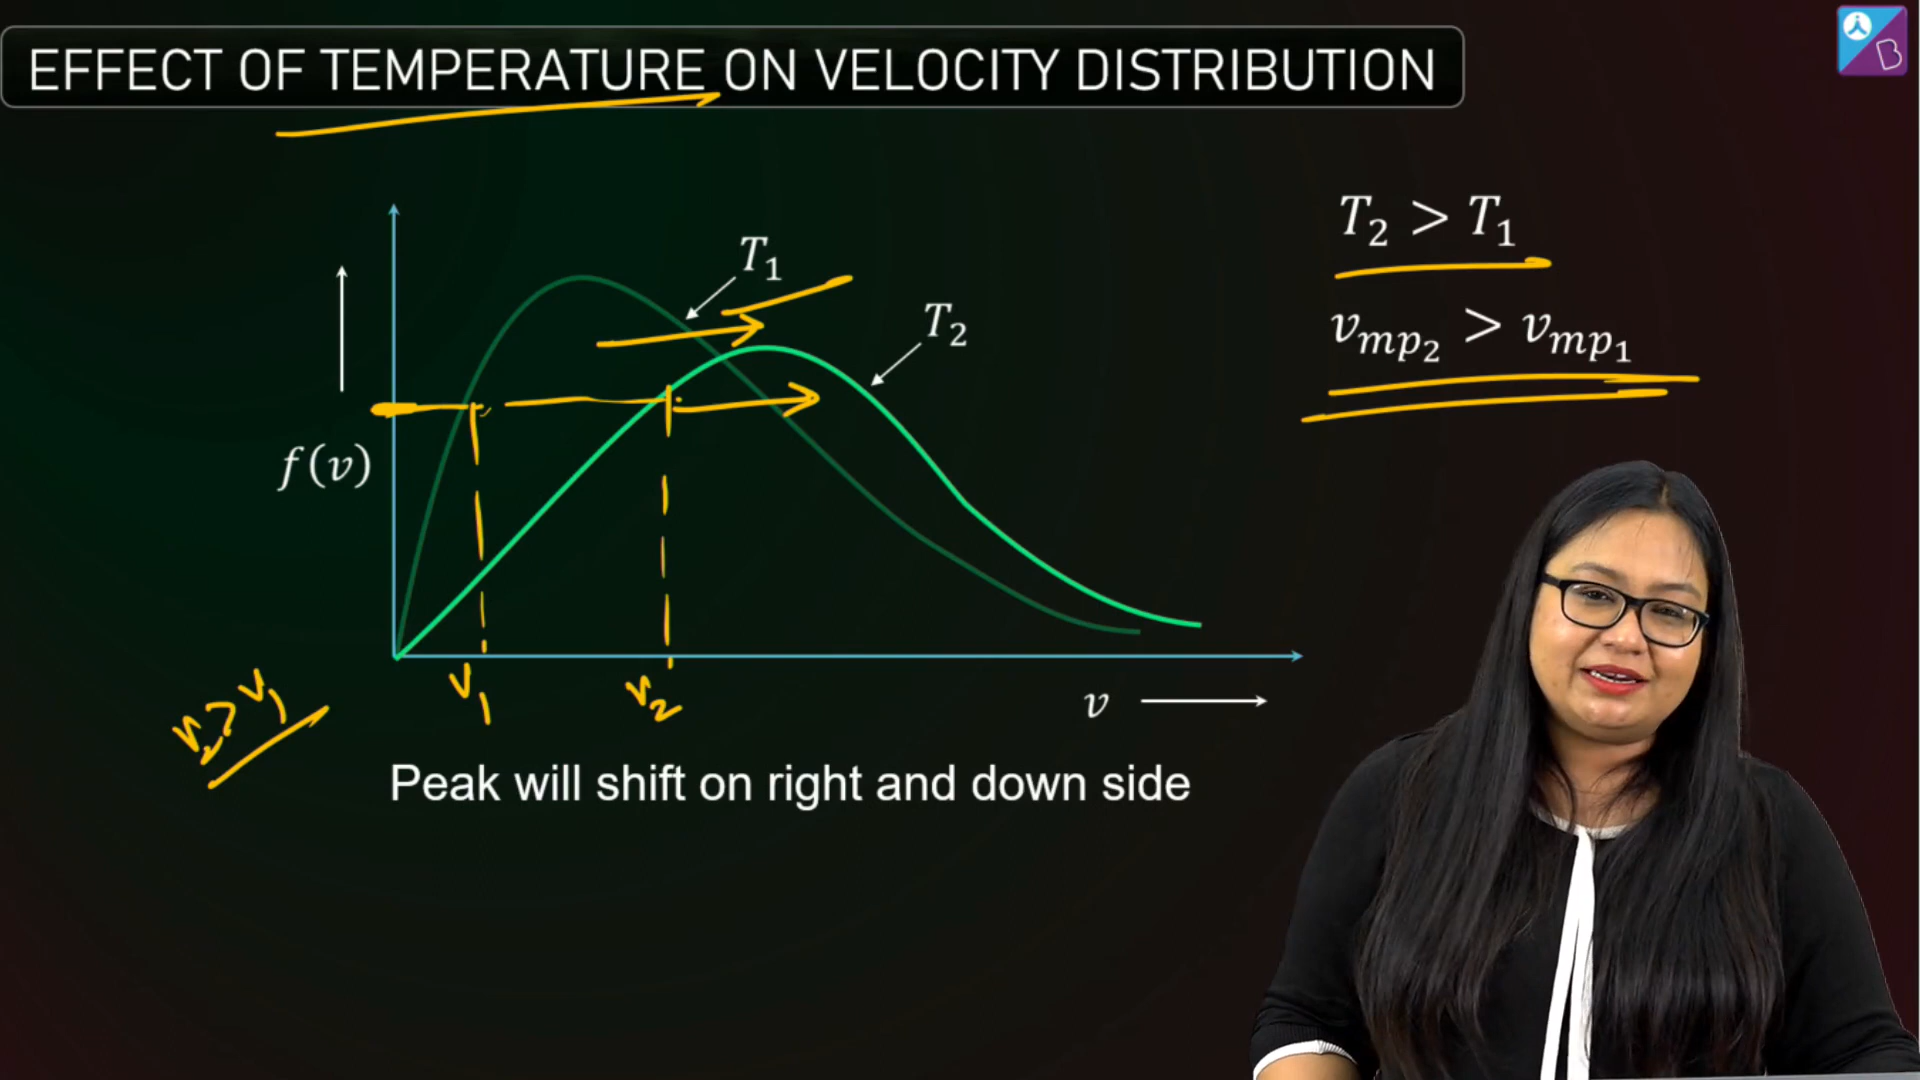 EFFECT OF TEMPERATURE ON VELOCITY DISTRIBUTION
B
T₂ > T₁
T₁
v_mp₂ > v_mp₁
T₂
f(v)
v₁
v₂
v
v₂ > v₁
Peak will shift on right and down side